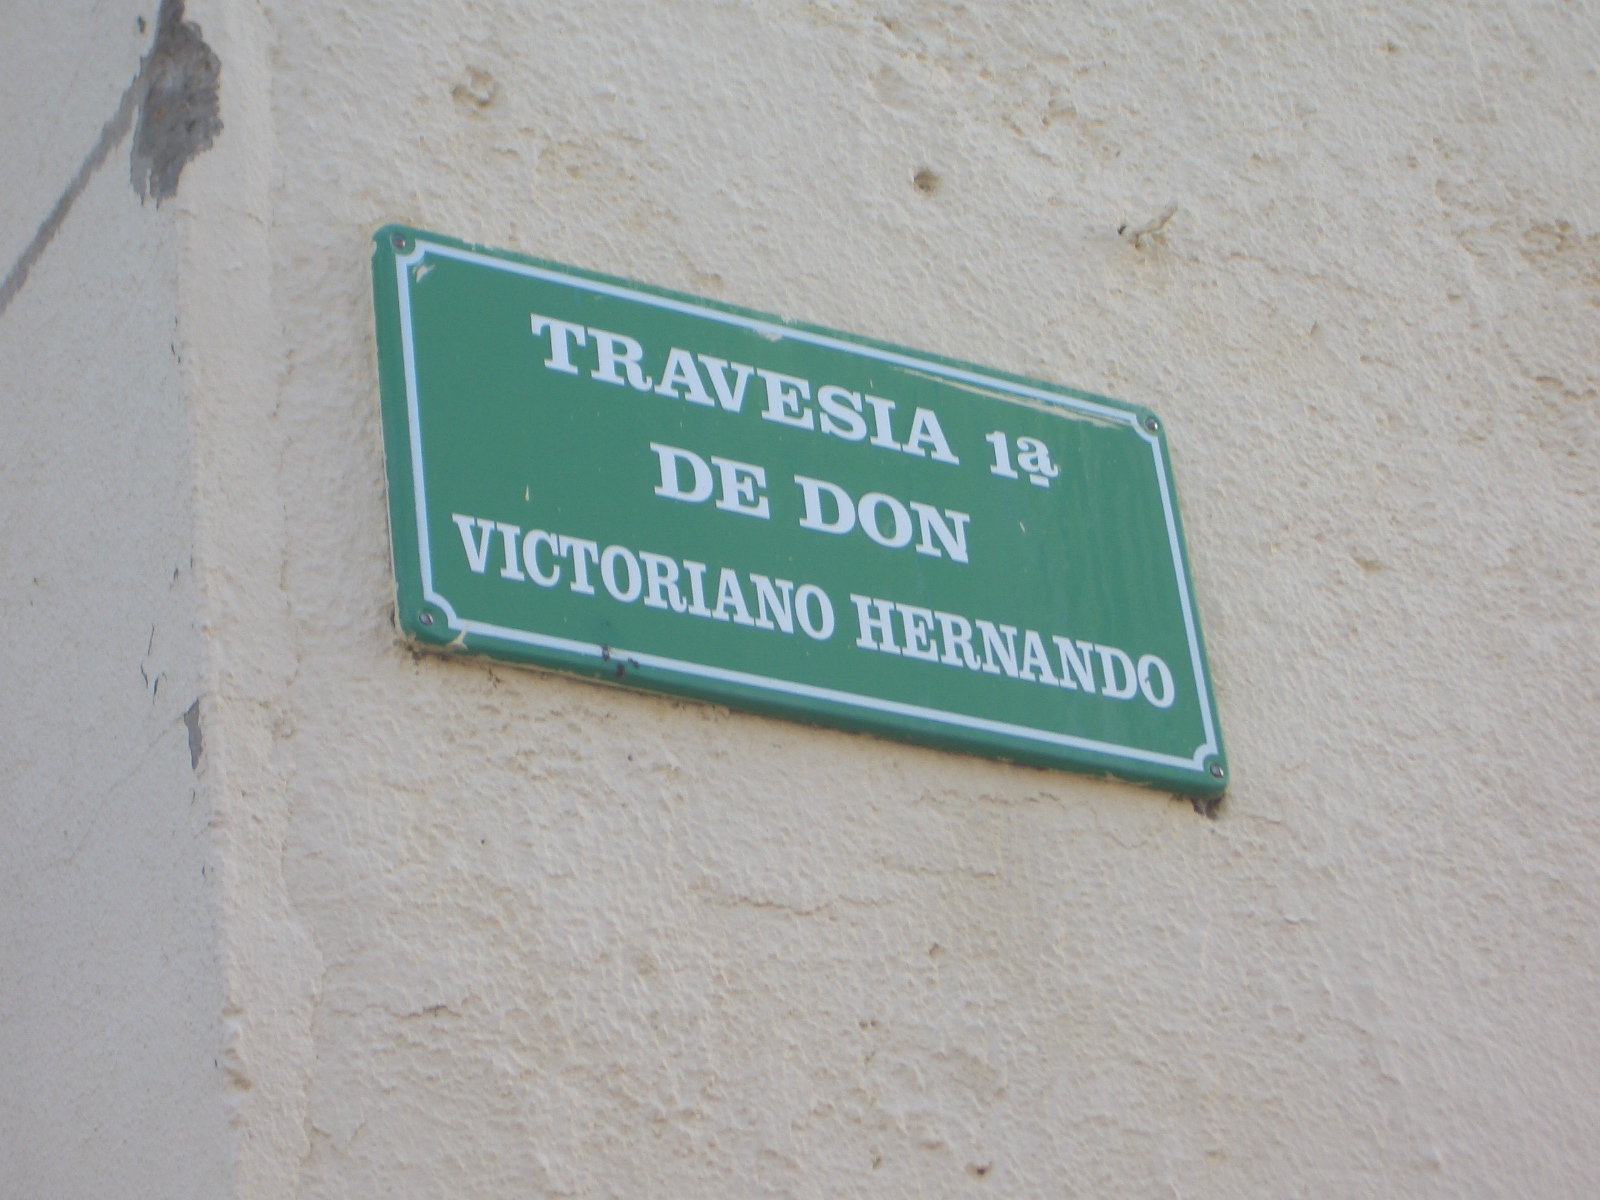 TRAVESIA 1ª
DE DON
VICTORIANO HERNANDO